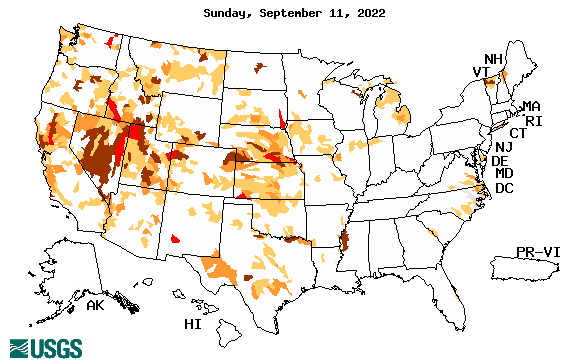 Sunday, September 11, 2022
NH
VT
MA
RI
CT
NJ
DE
MD
DC
PR-VI
AK
HI
USGS